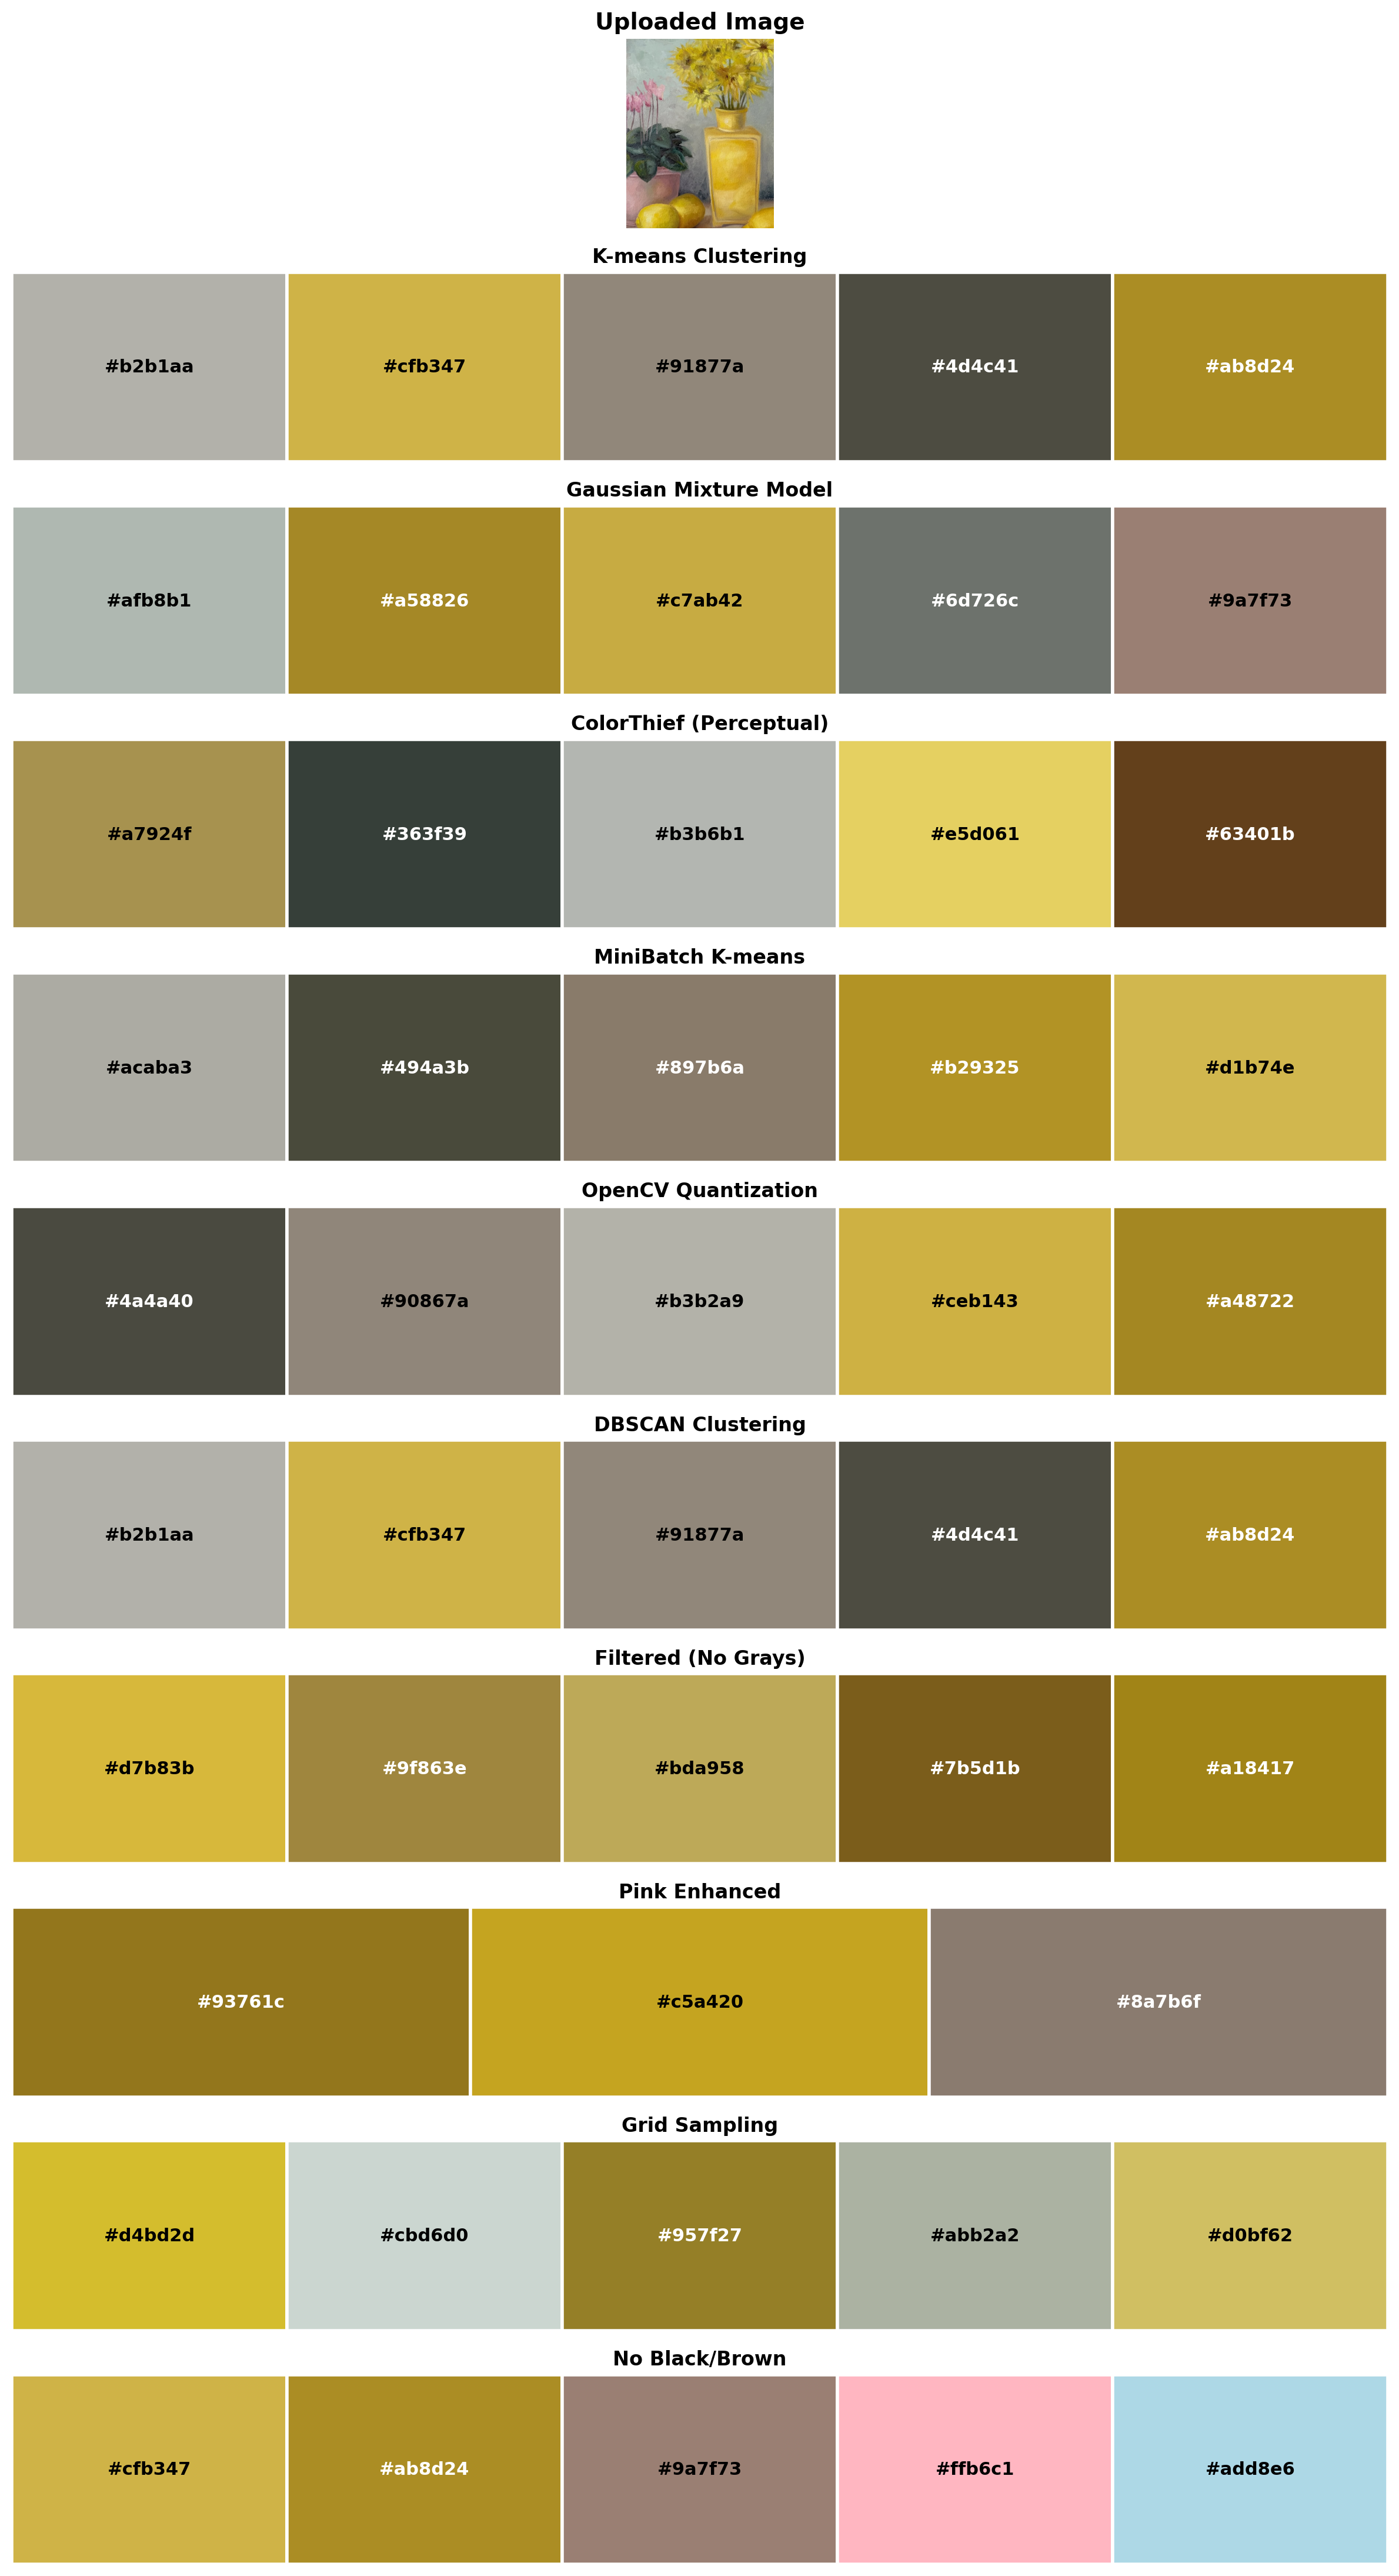 Uploaded Image
K-means Clustering
#b2b1aa #cfb347 #91877a #4d4c41 #ab8d24
Gaussian Mixture Model
#afb8b1 #a58826 #c7ab42 #6d726c #9a7f73
ColorThief (Perceptual)
#a7924f #363f39 #b3b6b1 #e5d061 #63401b
MiniBatch K-means
#acaba3 #494a3b #897b6a #b29325 #d1b74e
OpenCV Quantization
#4a4a40 #90867a #b3b2a9 #ceb143 #a48722
DBSCAN Clustering
#b2b1aa #cfb347 #91877a #4d4c41 #ab8d24
Filtered (No Grays)
#d7b83b #9f863e #bda958 #7b5d1b #a18417
Pink Enhanced
#93761c #c5a420 #8a7b6f
Grid Sampling
#d4bd2d #cbd6d0 #957f27 #abb2a2 #d0bf62
No Black/Brown
#cfb347 #ab8d24 #9a7f73 #ffb6c1 #add8e6